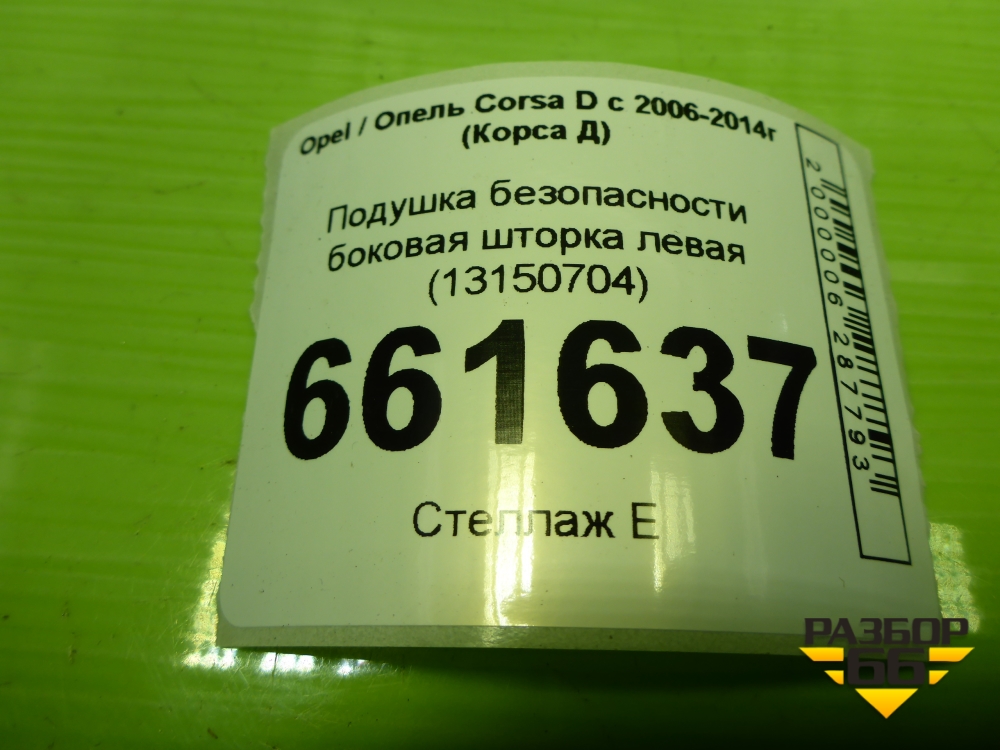 Opel / Опель Corsa D с 2006-2014г
(Корса Д)
Подушка безопасности
боковая шторка левая
(13150704)
661637
Стеллаж Е
2000006287793
РАЗБОР
66